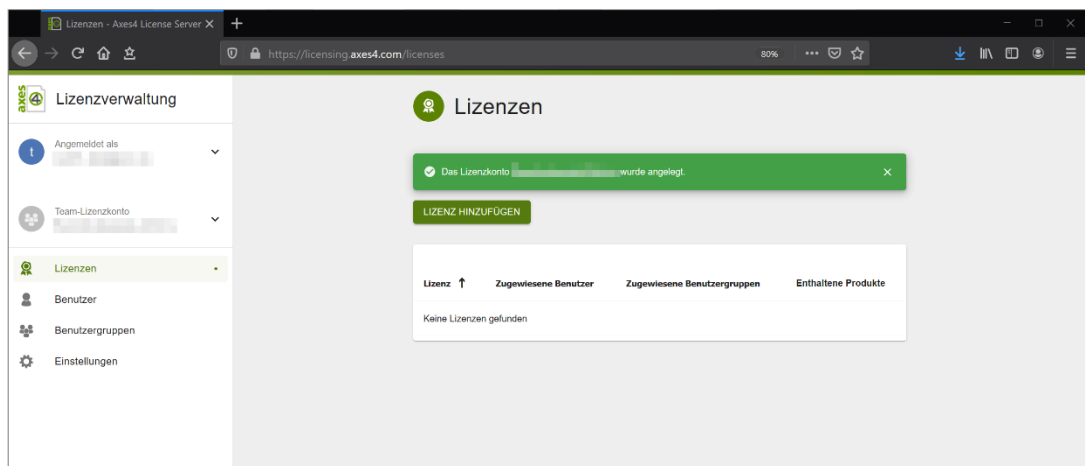 Lizenzen - Axes4 License Server
https://licensing.axes4.com/licenses
80%
axes4
Lizenzverwaltung
Angemeldet als
t
Team-Lizenzkonto
Lizenzen
Benutzer
Benutzergruppen
Einstellungen
Lizenzen
Das Lizenzkonto wurde angelegt.
LIZENZ HINZUFÜGEN
Lizenz Zugewiesene Benutzer Zugewiesene Benutzergruppen Enthaltene Produkte
Keine Lizenzen gefunden